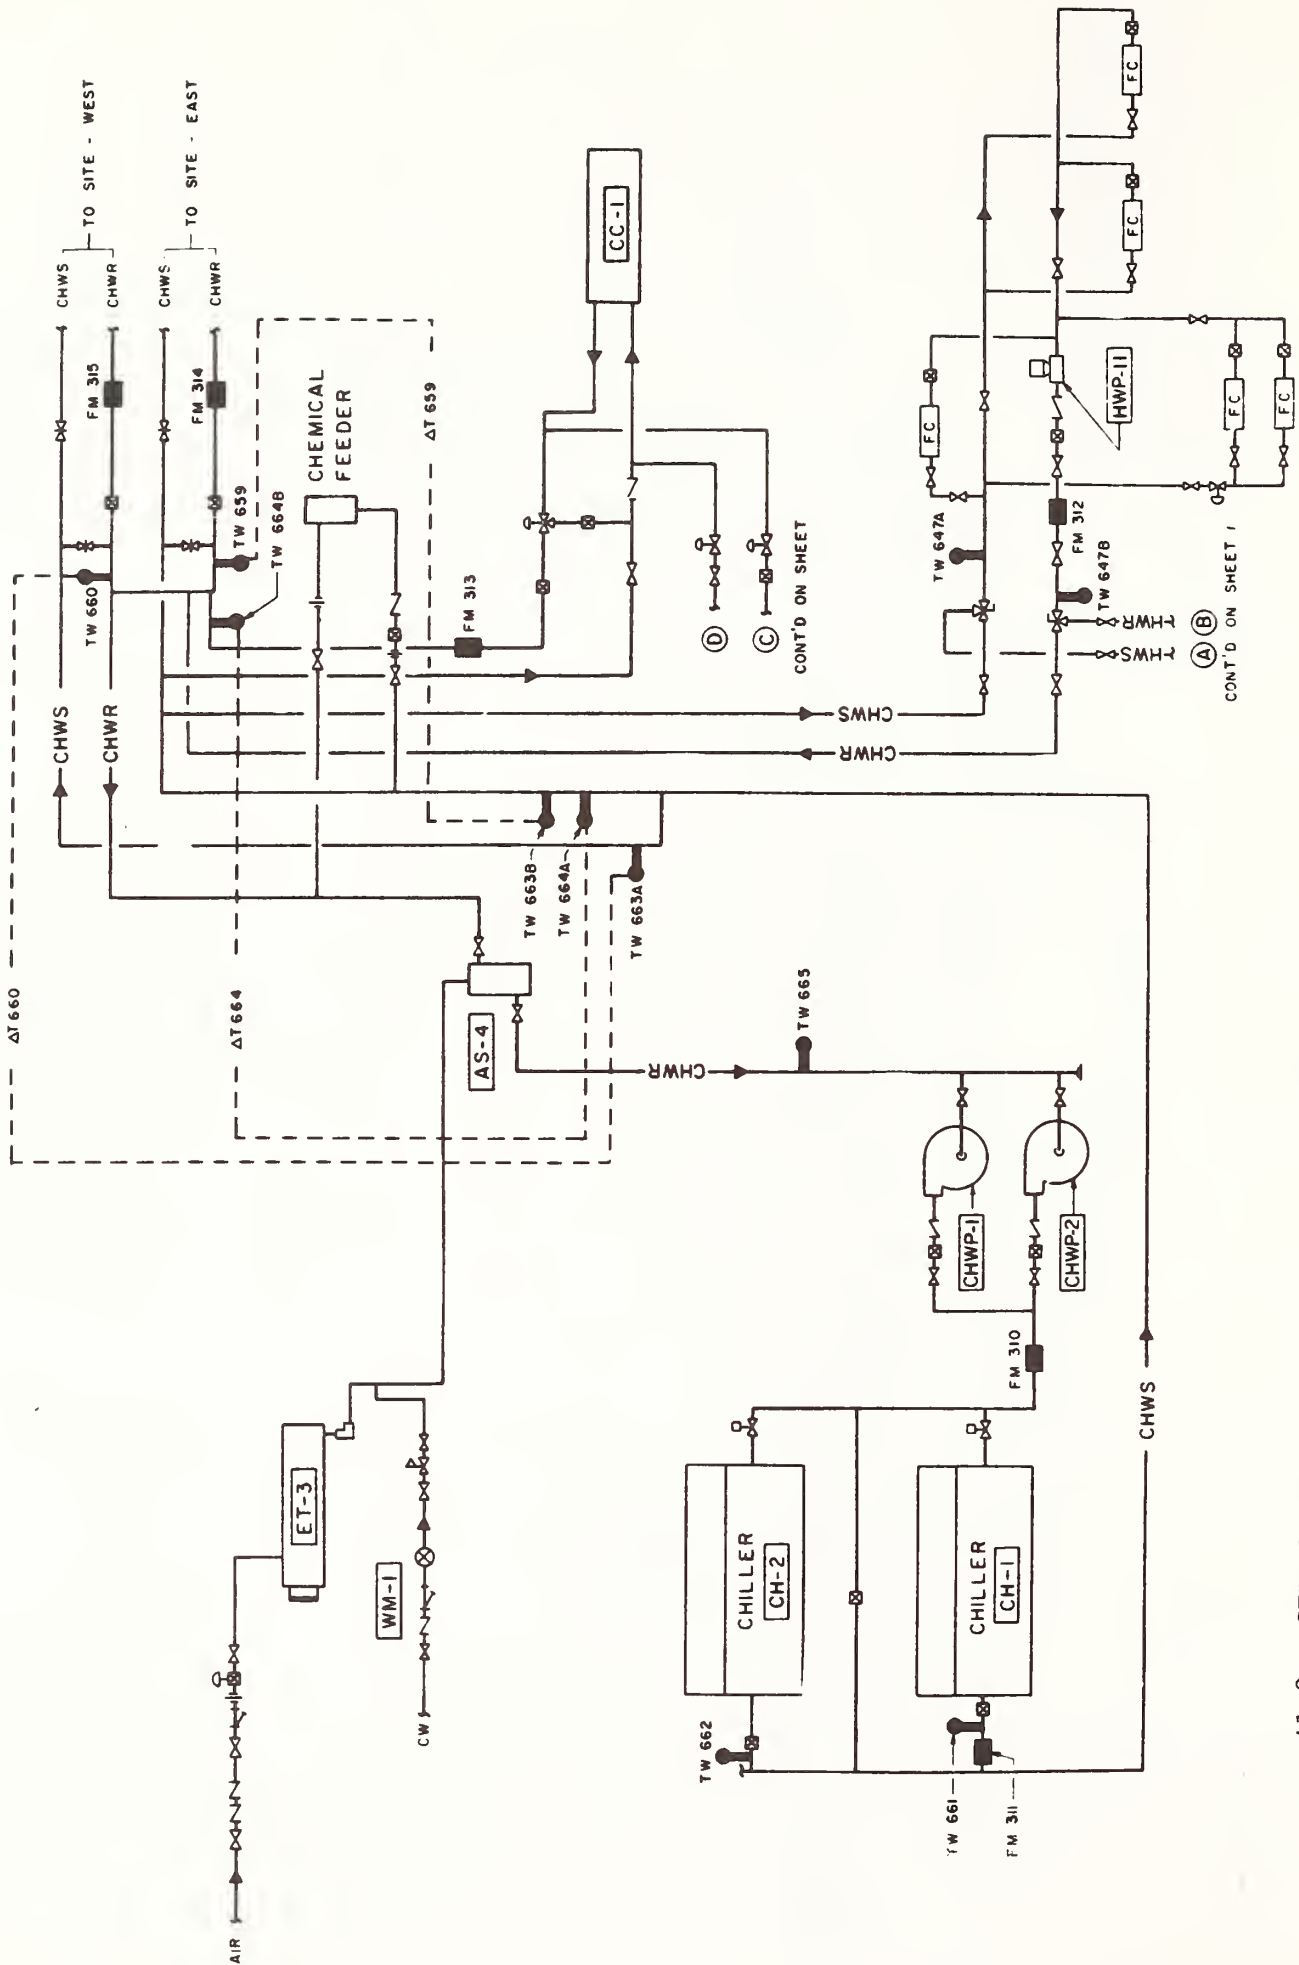 TO SITE - WEST
TO SITE - EAST
CHWS
CHWR
CHWS
CHWR
FM 315
FM 314
CHEMICAL
FEEDER
ΔT 659
TW 659
TW 664B
TW 660
CHWS
CHWR
ΔT 660
ΔT 664
FM 313
CC-1
D
C
CONT'D ON SHEET
CHWS
CHWR
TW 663B
TW 664A
TW 663A
AS-4
CHWR
TW 665
FC
FC
FC
FC
FC
HWP-11
TW 647A
FM 312
TW 647B
HWR
HWS
A
B
CONT'D ON SHEET 1
CHWP-1
CHWP-2
FM 310
CHWS
ET-3
WM-1
CW
AIR
CHILLER
CH-2
CHILLER
CH-1
TW 662
TW 661
FM 311